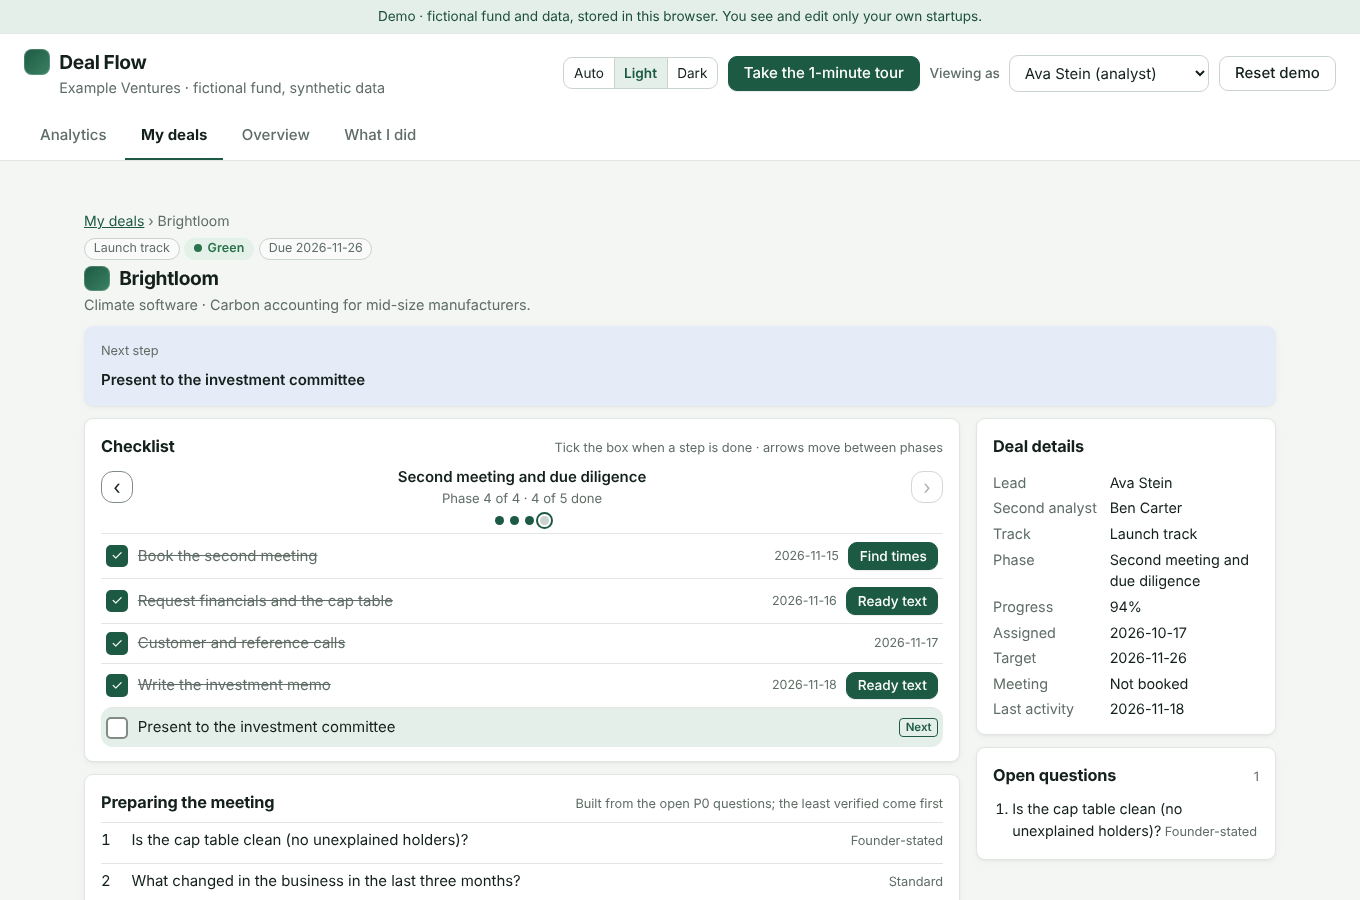 Demo · fictional fund and data, stored in this browser. You see and edit only your own startups.
Deal Flow
Example Ventures · fictional fund, synthetic data
Auto Light Dark
Take the 1-minute tour
Viewing as
Ava Stein (analyst)
Reset demo
Analytics
My deals
Overview
What I did
My deals › Brightloom
Launch track
Green
Due 2026-11-26
Brightloom
Climate software · Carbon accounting for mid-size manufacturers.
Next step
Present to the investment committee
Checklist
Tick the box when a step is done · arrows move between phases
‹
Second meeting and due diligence
›
Phase 4 of 4 · 4 of 5 done
Book the second meeting 2026-11-15 Find times
Request financials and the cap table 2026-11-16 Ready text
Customer and reference calls 2026-11-17
Write the investment memo 2026-11-18 Ready text
Present to the investment committee Next
Preparing the meeting
Built from the open P0 questions; the least verified come first
1 Is the cap table clean (no unexplained holders)? Founder-stated
2 What changed in the business in the last three months? Standard
Deal details
Lead Ava Stein
Second analyst Ben Carter
Track Launch track
Phase Second meeting and
due diligence
Progress 94%
Assigned 2026-10-17
Target 2026-11-26
Meeting Not booked
Last activity 2026-11-18
Open questions 1
1. Is the cap table clean (no
unexplained holders)? Founder-stated